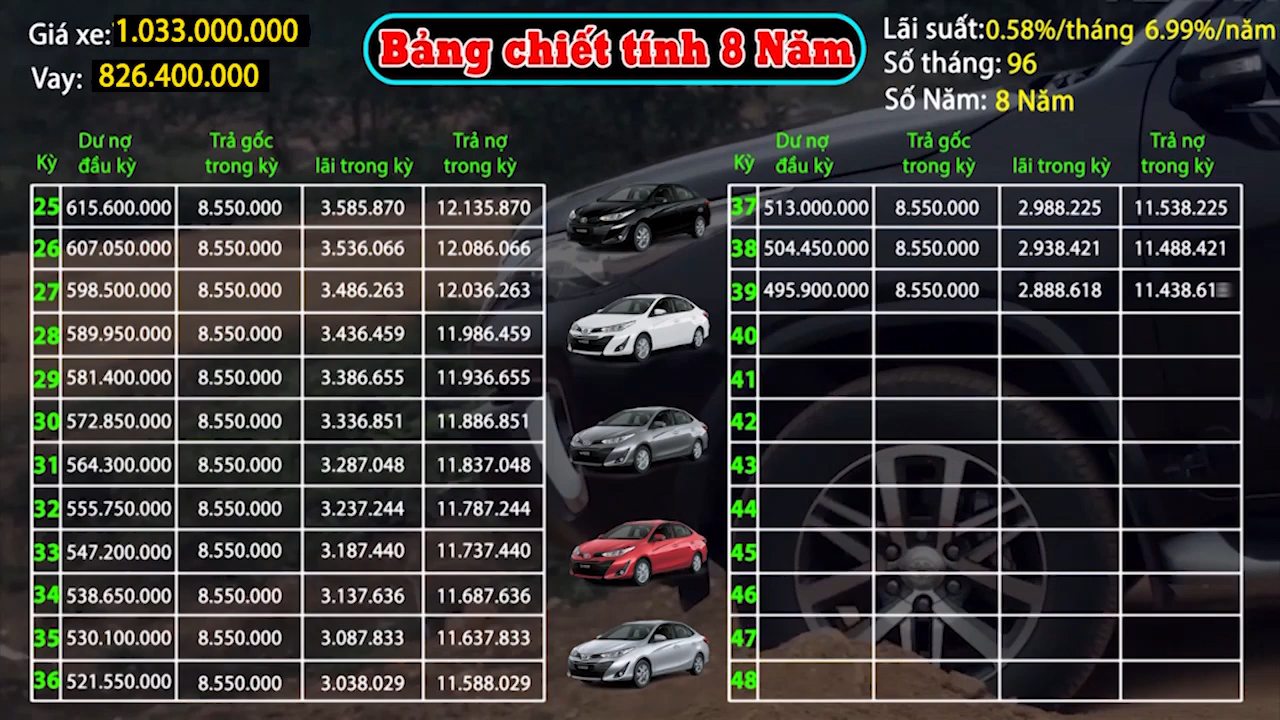 Giá xe: 1.033.000.000
Vay: 826.400.000
Bảng chiết tính 8 Năm
Lãi suất: 0.58%/tháng 6.99%/năm
Số tháng: 96
Số Năm: 8 Năm
Kỳ Dư nợ đầu kỳ Trả gốc trong kỳ lãi trong kỳ Trả nợ trong kỳ
25 615.600.000 8.550.000 3.585.870 12.135.870
26 607.050.000 8.550.000 3.536.066 12.086.066
27 598.500.000 8.550.000 3.486.263 12.036.263
28 589.950.000 8.550.000 3.436.459 11.986.459
29 581.400.000 8.550.000 3.386.655 11.936.655
30 572.850.000 8.550.000 3.336.851 11.886.851
31 564.300.000 8.550.000 3.287.048 11.837.048
32 555.750.000 8.550.000 3.237.244 11.787.244
33 547.200.000 8.550.000 3.187.440 11.737.440
34 538.650.000 8.550.000 3.137.636 11.687.636
35 530.100.000 8.550.000 3.087.833 11.637.833
36 521.550.000 8.550.000 3.038.029 11.588.029
Kỳ Dư nợ đầu kỳ Trả gốc trong kỳ lãi trong kỳ Trả nợ trong kỳ
37 513.000.000 8.550.000 2.988.225 11.538.225
38 504.450.000 8.550.000 2.938.421 11.488.421
39 495.900.000 8.550.000 2.888.618
40
41
42
43
44
45
46
47
48